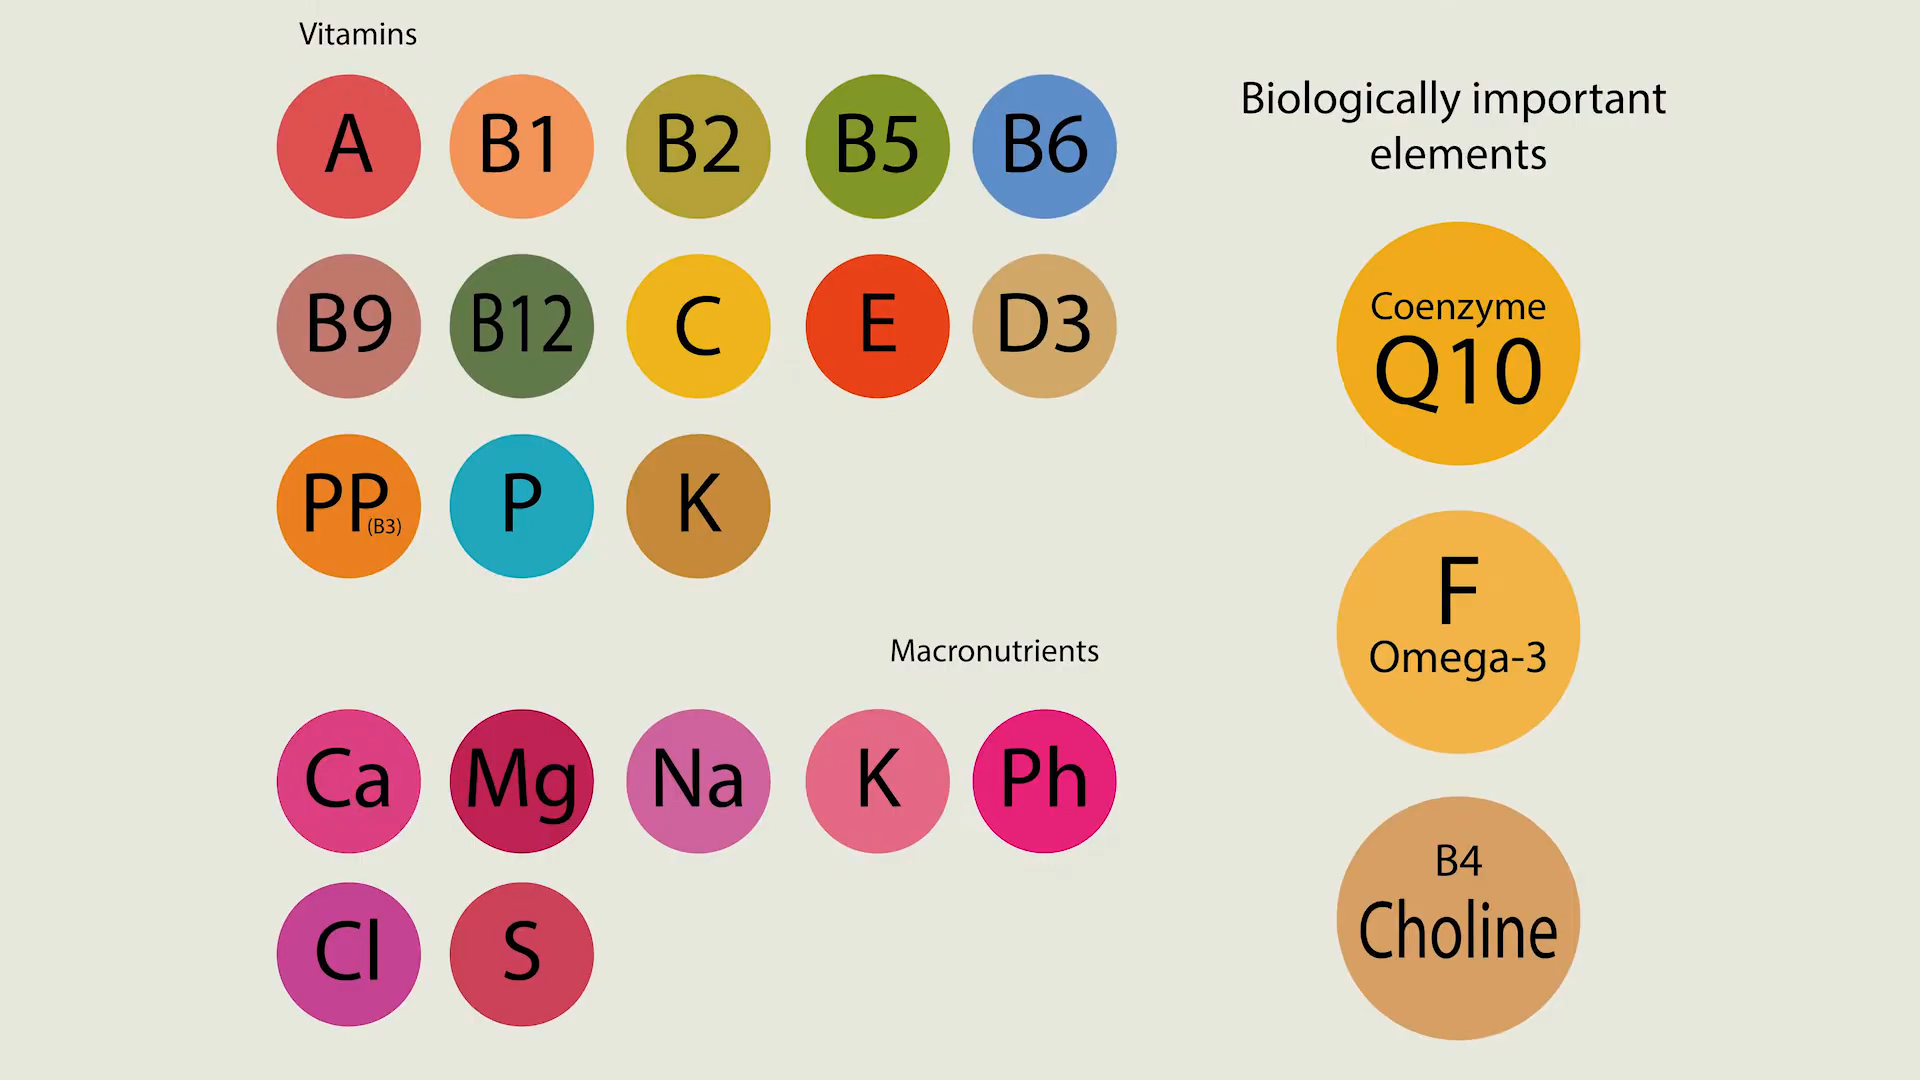 Vitamins
A B1 B2 B5 B6
B9 B12 C E D3
PP (B3) P K
Macronutrients
Ca Mg Na K Ph
Cl S
Biologically important
elements
Coenzyme
Q10
F
Omega-3
B4
Choline